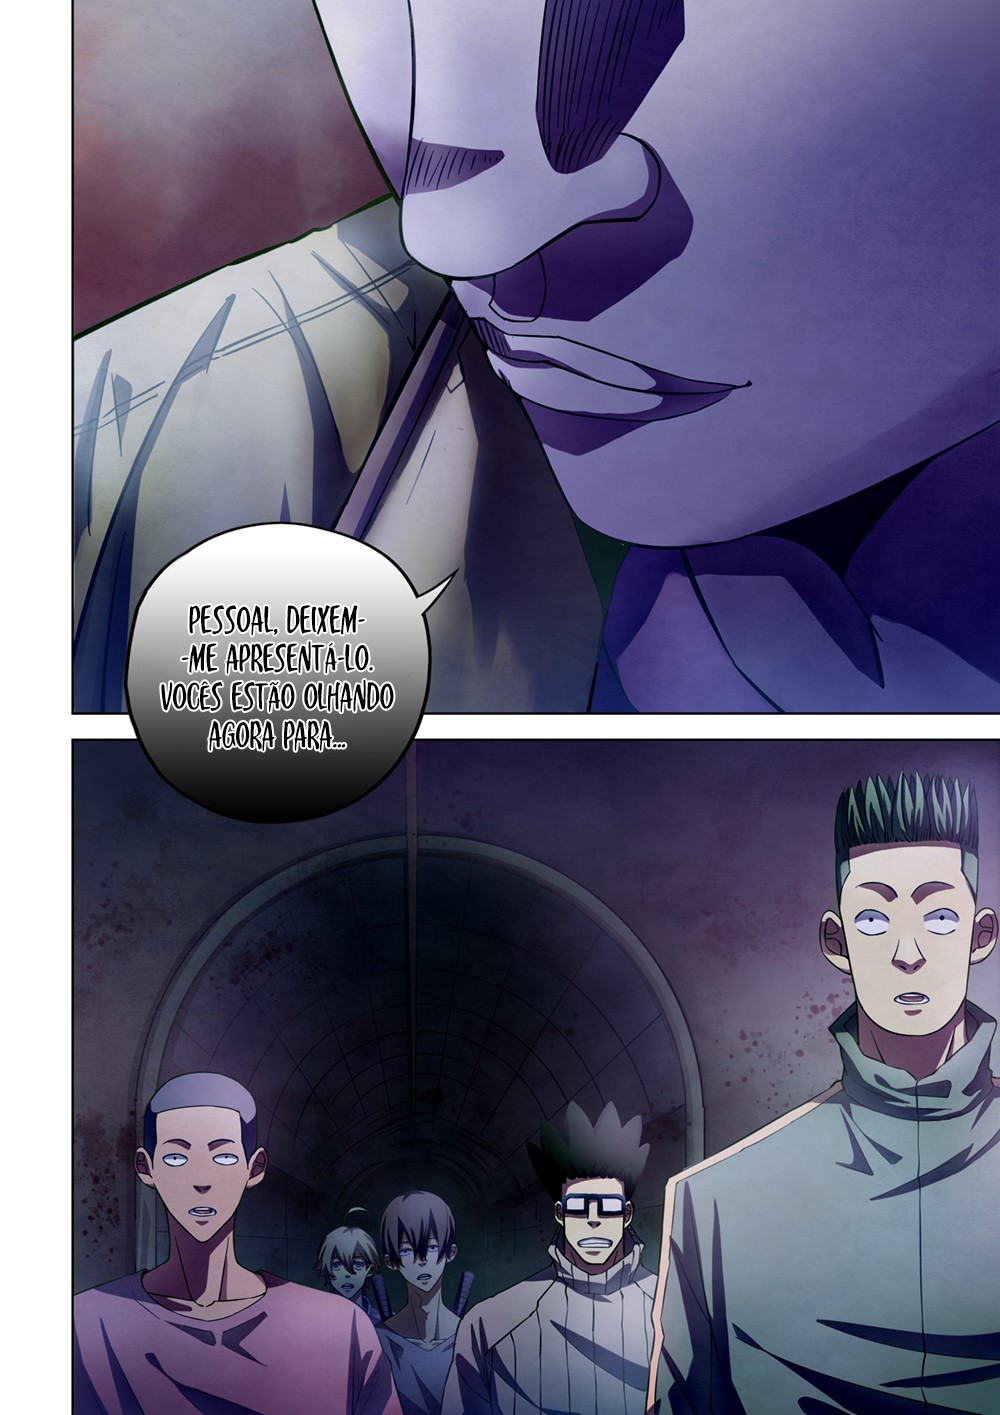 PESSOAL, DEIXEM-
-ME APRESENTÁ-LO.
VOCÊS ESTÃO OLHANDO
AGORA PARA...